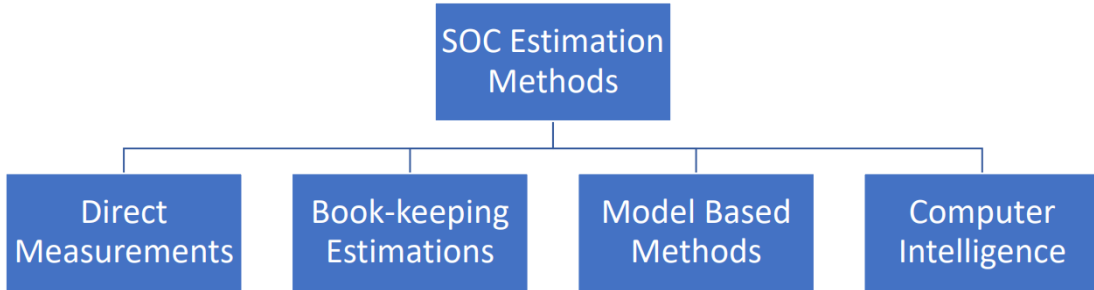 SOC Estimation
Methods
Direct
Measurements
Book-keeping
Estimations
Model Based
Methods
Computer
Intelligence